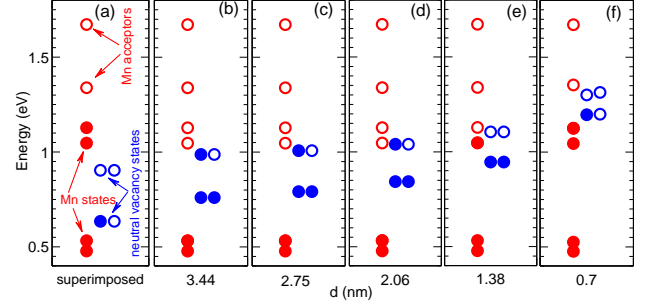 (a) (b) (c) (d) (e) (f)
Mn acceptors
Mn states
neutral vacancy states
Energy (eV)
1.5
1
0.5
superimposed 3.44 2.75 2.06 1.38 0.7
d (nm)